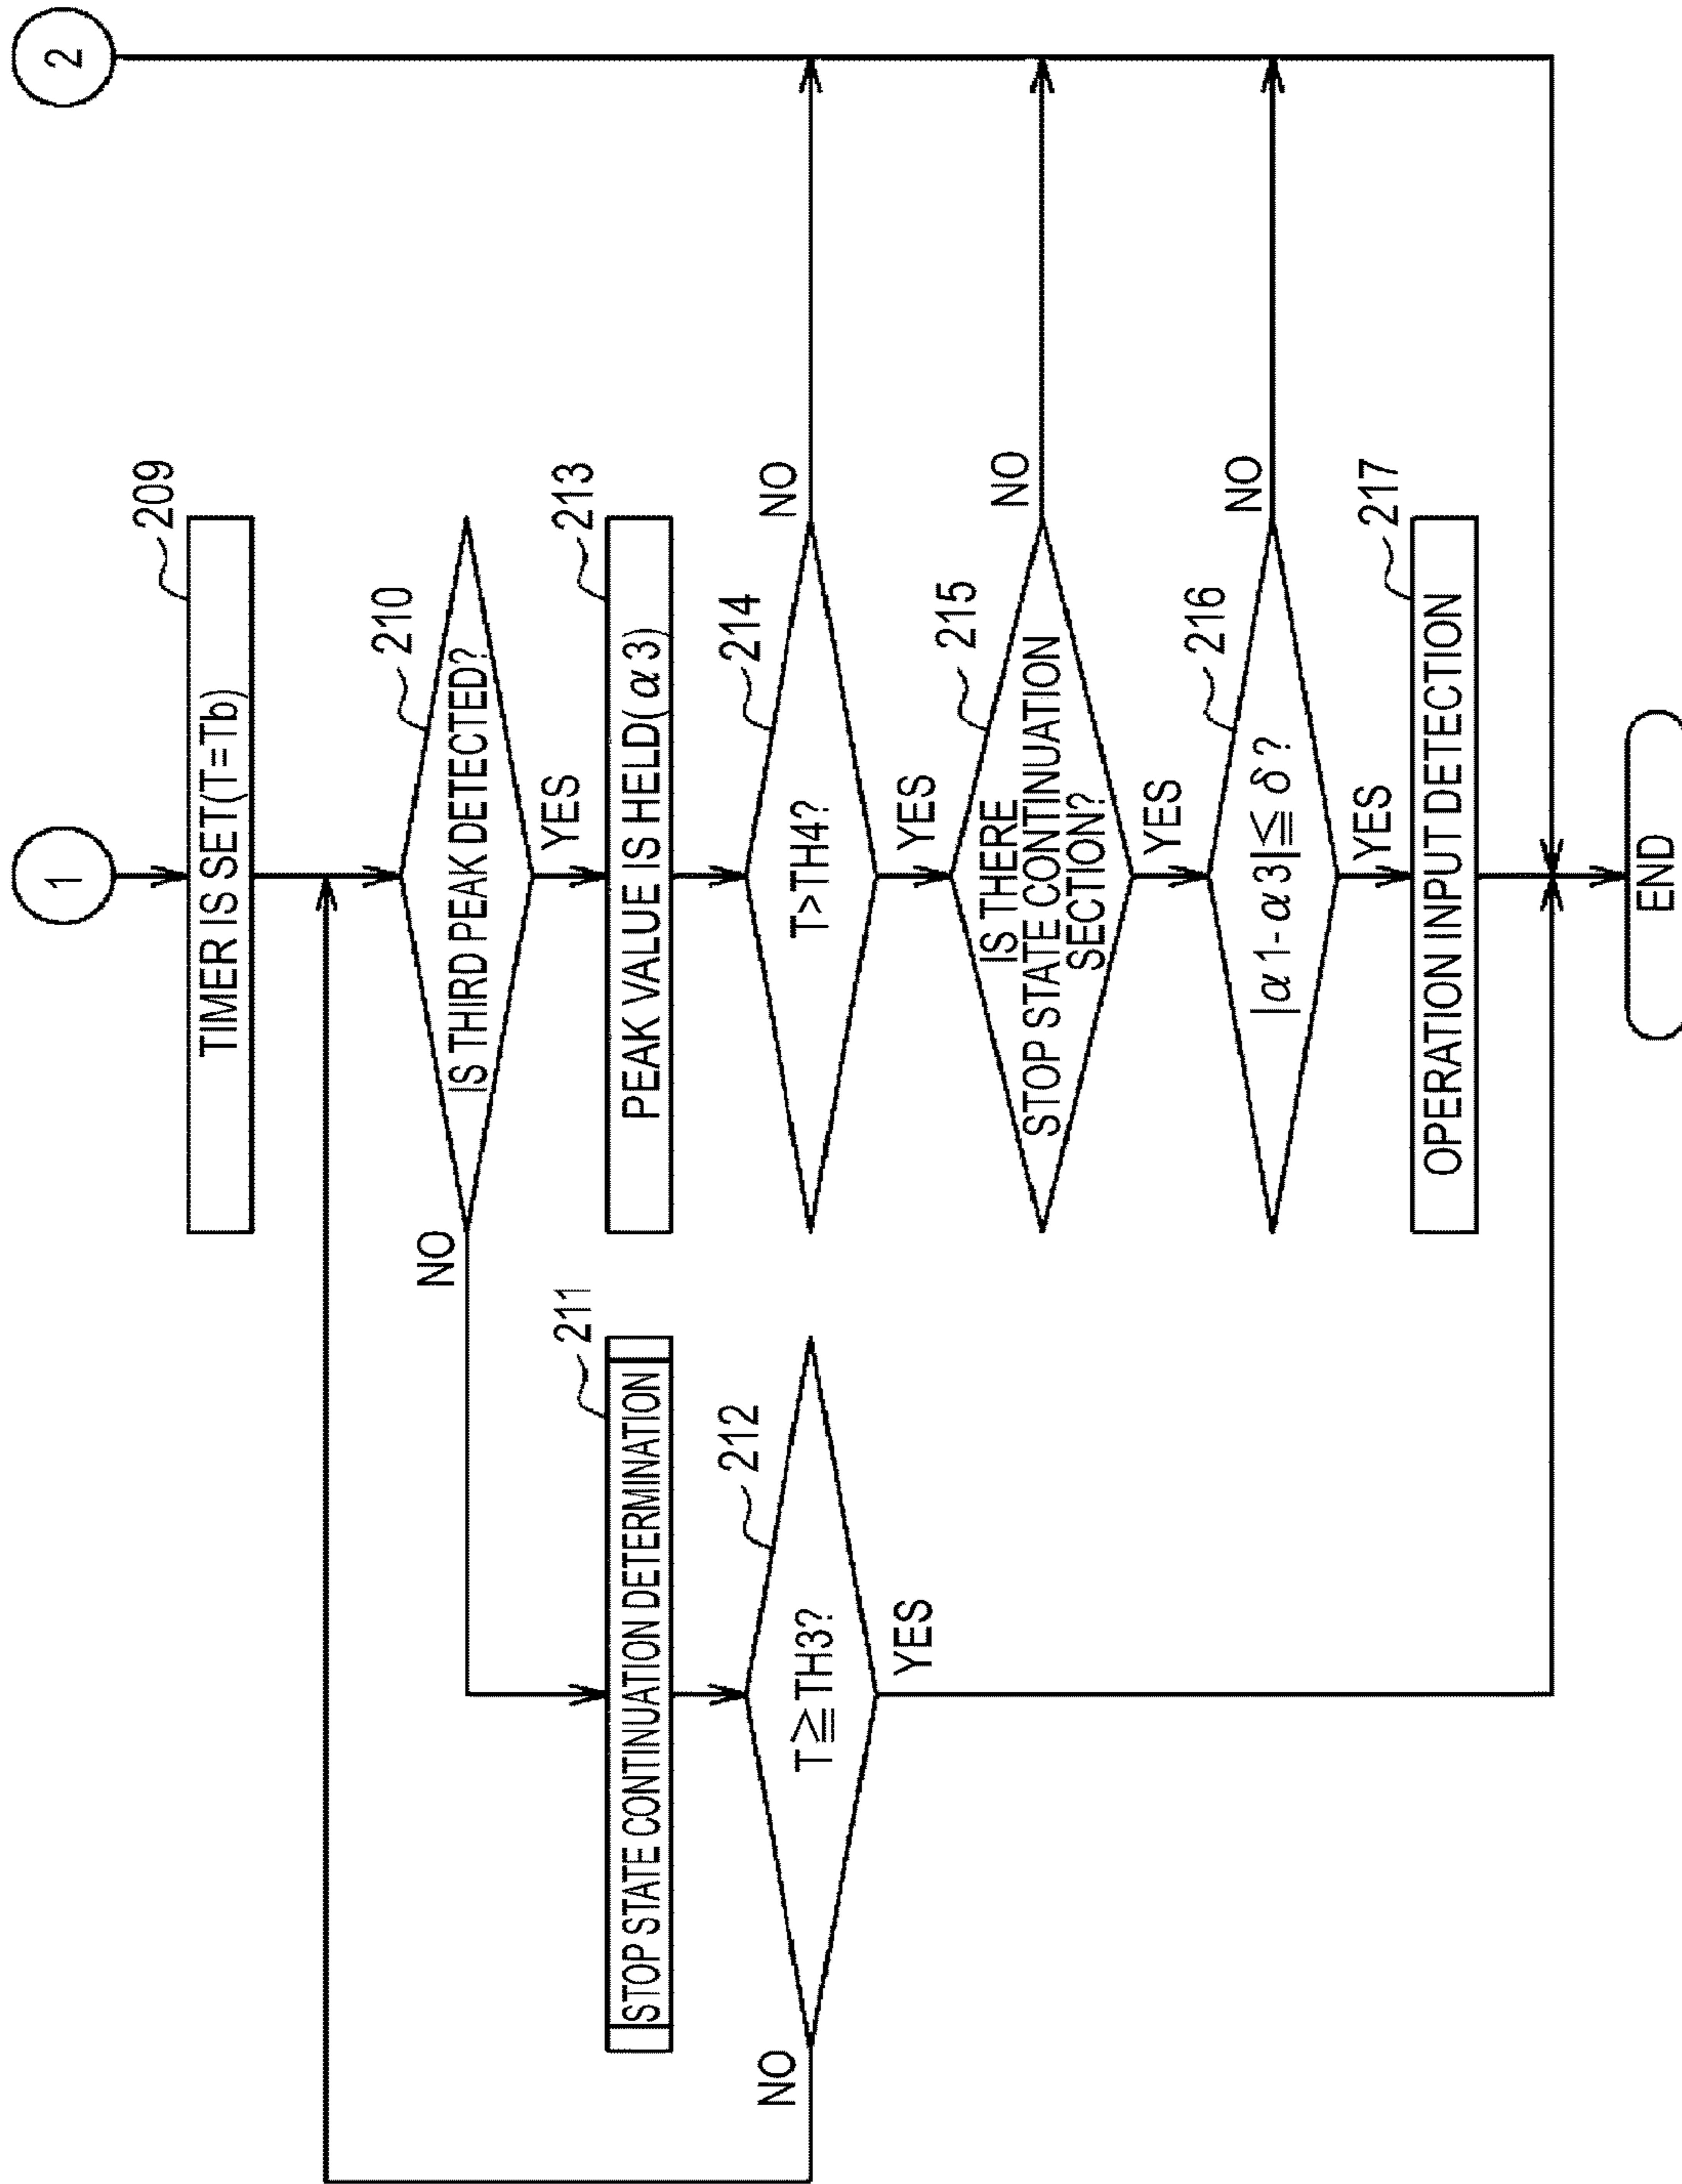 1
2
209
TIMER IS SET(T=Tb)
210
IS THIRD PEAK DETECTED?
NO
YES
211
STOP STATE CONTINUATION DETERMINATION
213
PEAK VALUE IS HELD(α3)
212
T≧TH3?
NO
YES
214
T>TH4?
NO
YES
215
IS THERE
STOP STATE CONTINUATION
SECTION?
NO
YES
216
|α1-α3|≦δ?
NO
YES
217
OPERATION INPUT DETECTION
END